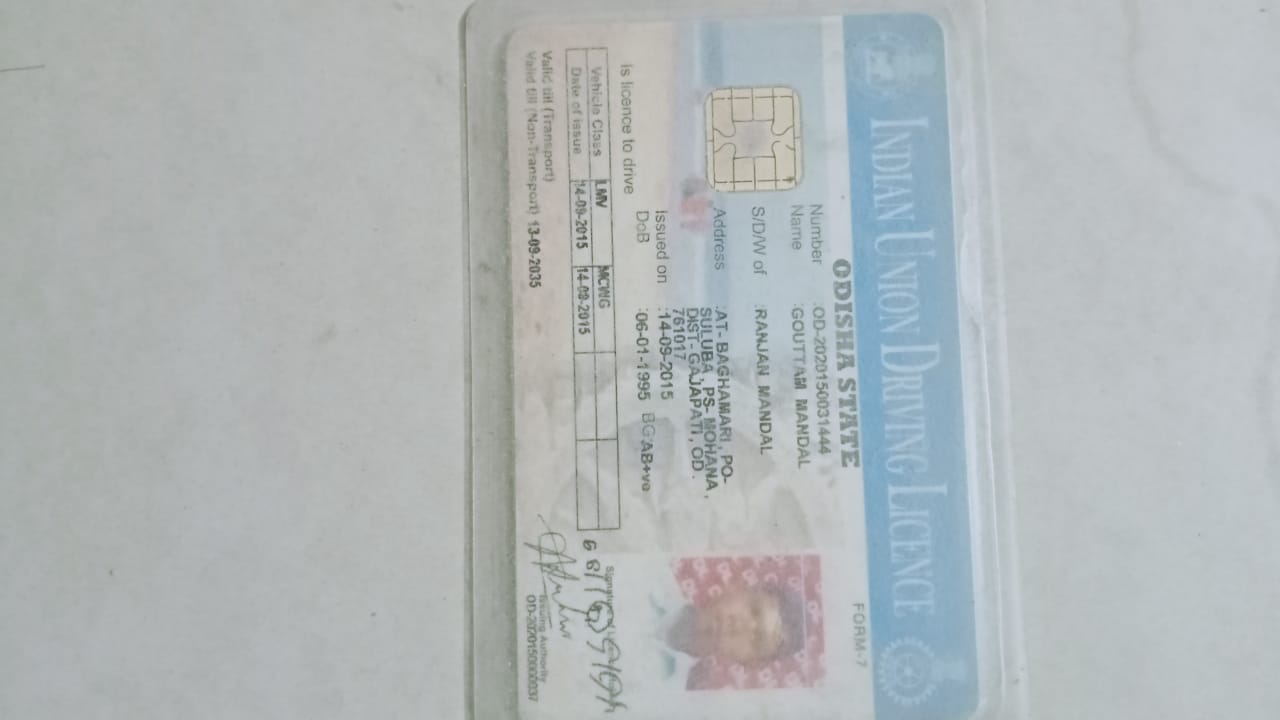 INDIAN UNION DRIVING LICENCE
ODISHA STATE
FORM-7
Number :OD-2020150031444
Name :GOUTTAM MANDAL
S/D/W of :RANJAN MANDAL
Address :AT- BAGHAMARI, PO-
SULUBA, PS- MOHANA,
DIST- GAJAPATI, OD.
761017
Issued on :14-09-2015
DoB :06-01-1995 BG:AB+ve
Is licence to drive
Vehicle Class LMV MCWG
Date of issue 14-09-2015 14-09-2015
Valid till (Transport)
Valid till (Non-Transport) 13-09-2035
Issuing Authority